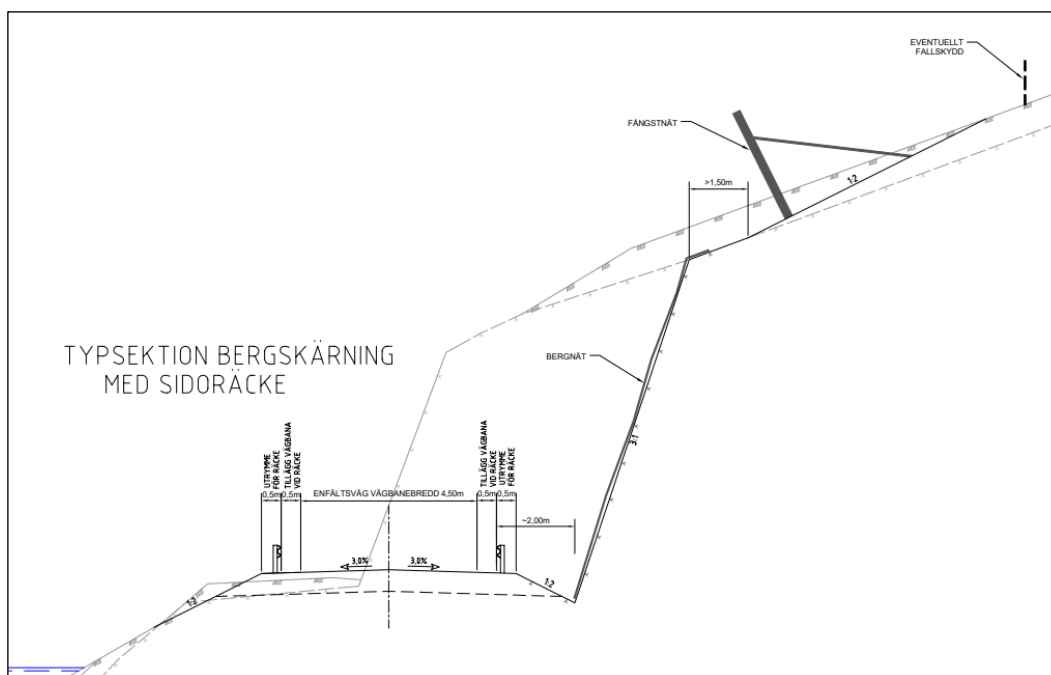 EVENTUELLT
FALLSKYDD
FÅNGSTNÄT
>1,50m
1:2
TYPSEKTION BERGSKÄRNING
MED SIDORÄCKE
BERGNÄT
3:1
UTRYMME
FÖR RÄCKE
TILLÄGG VÄGBANA
VID RÄCKE
TILLÄGG VÄGBANA
VID RÄCKE
UTRYMME
FÖR RÄCKE
0,5m
0,5m
ENFÄLTSVÄG VÄGBANEBREDD 4,50m
0,5m
0,5m
~2,00m
3,0%
3,0%
1:2
1:2